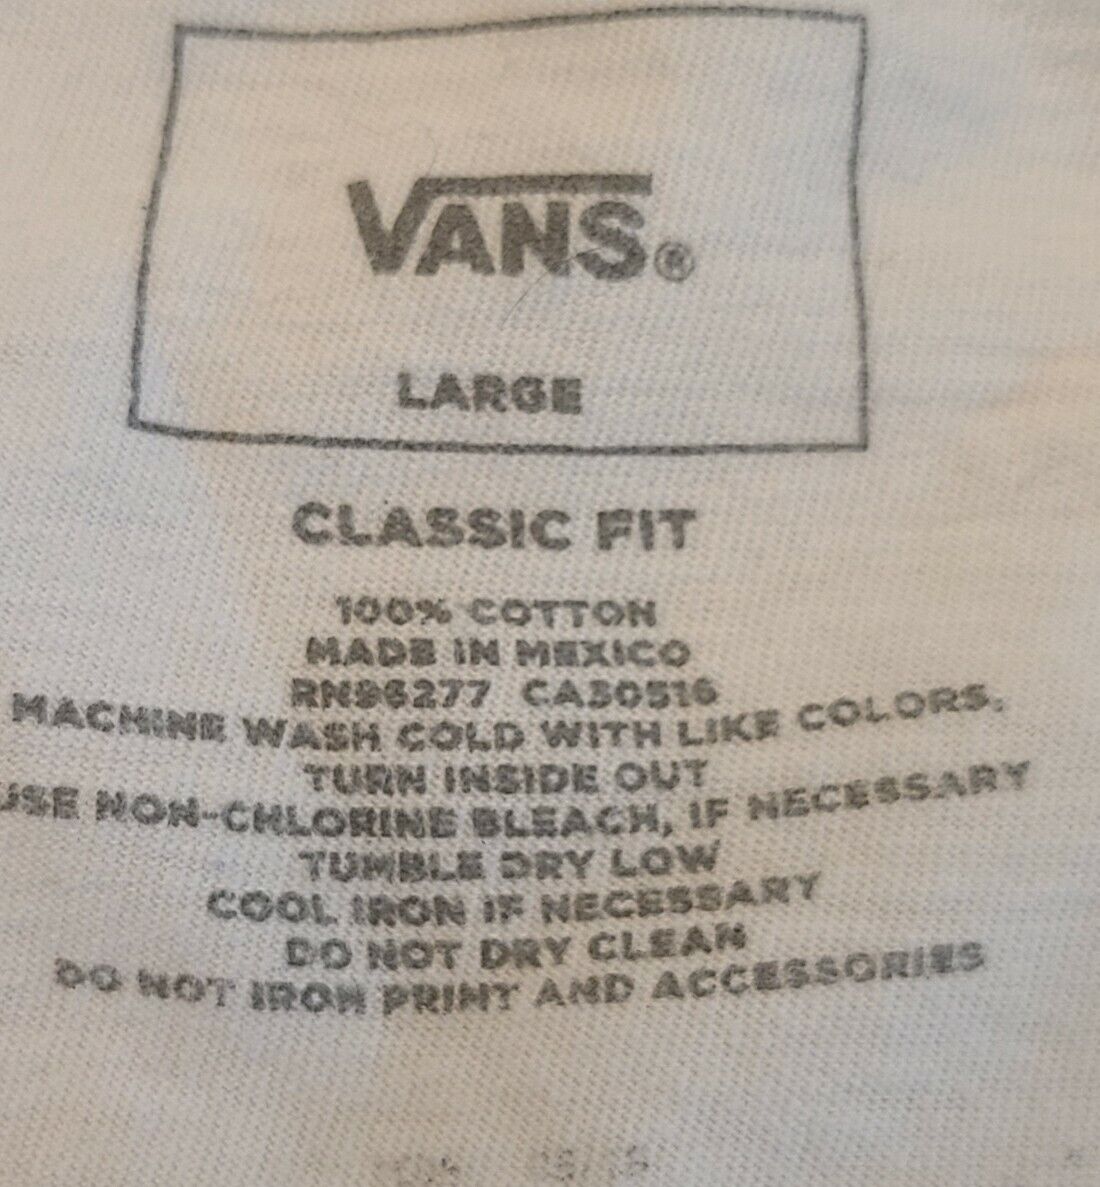 VANS®
LARGE
CLASSIC FIT
100% COTTON
MADE IN MEXICO
RN96277 CA30516
MACHINE WASH COLD WITH LIKE COLORS.
TURN INSIDE OUT
USE NON-CHLORINE BLEACH, IF NECESSARY
TUMBLE DRY LOW
COOL IRON IF NECESSARY
DO NOT DRY CLEAN
DO NOT IRON PRINT AND ACCESSORIES